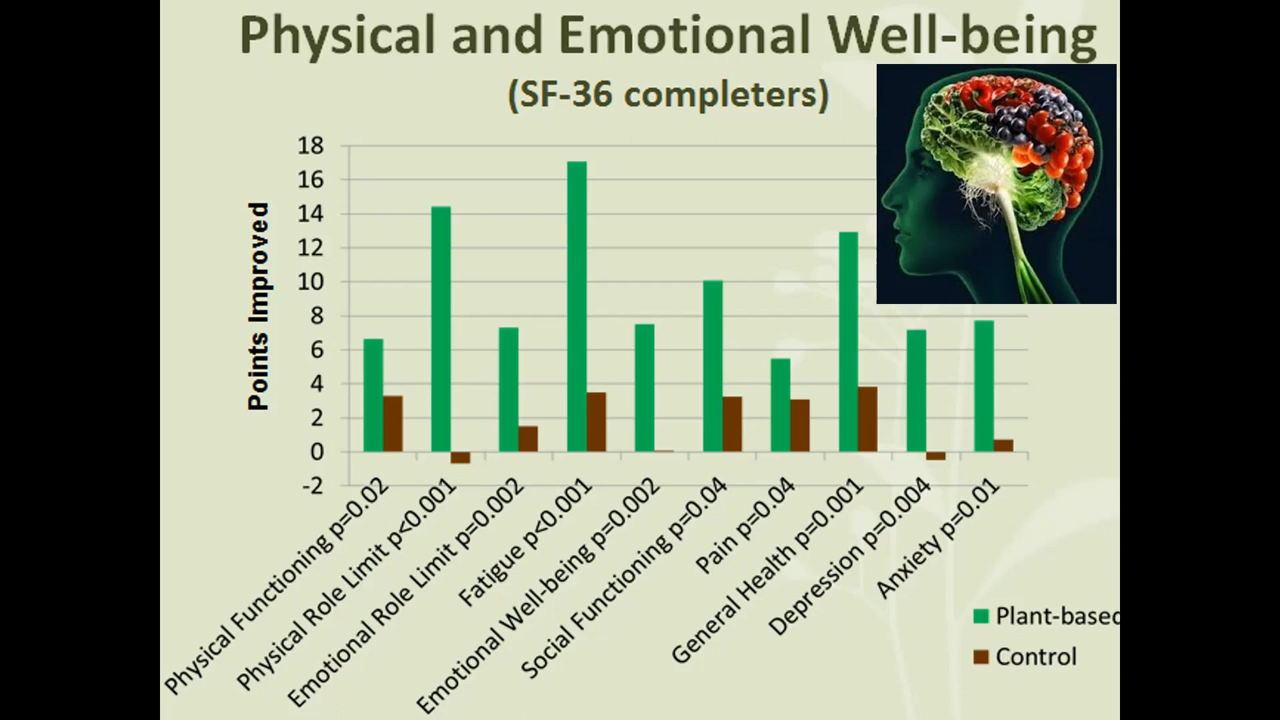 Physical and Emotional Well-being
(SF-36 completers)
Points Improved
18
16
14
12
10
8
6
4
2
0
-2
Physical Functioning p=0.02
Physical Role Limit p<0.001
Emotional Role Limit p=0.002
Fatigue p<0.001
Emotional Well-being p=0.002
Social Functioning p=0.04
Pain p=0.04
General Health p=0.001
Depression p=0.004
Anxiety p=0.01
Plant-based
Control